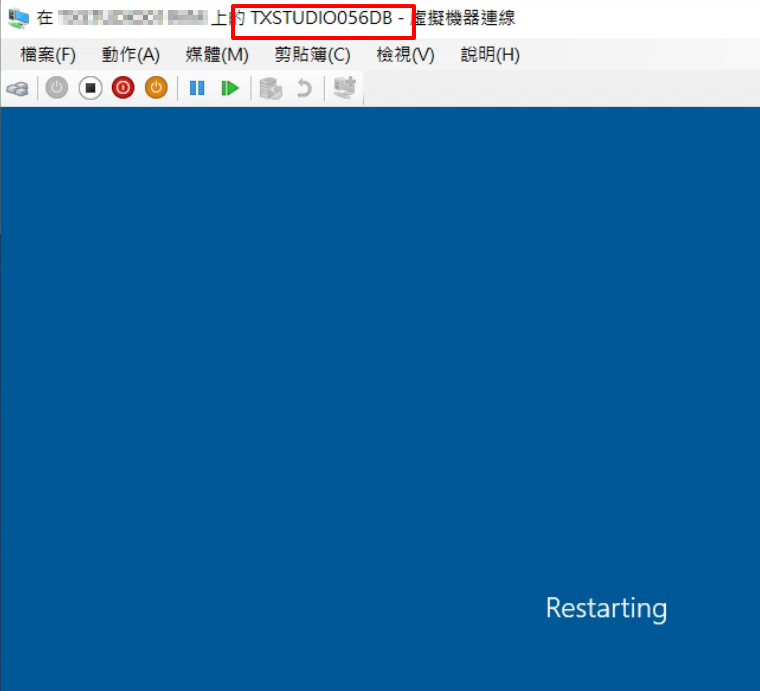 在 上的 TXSTUDIO056DB - 虛擬機器連線
檔案(F) 動作(A) 媒體(M) 剪貼簿(C) 檢視(V) 說明(H)
Restarting